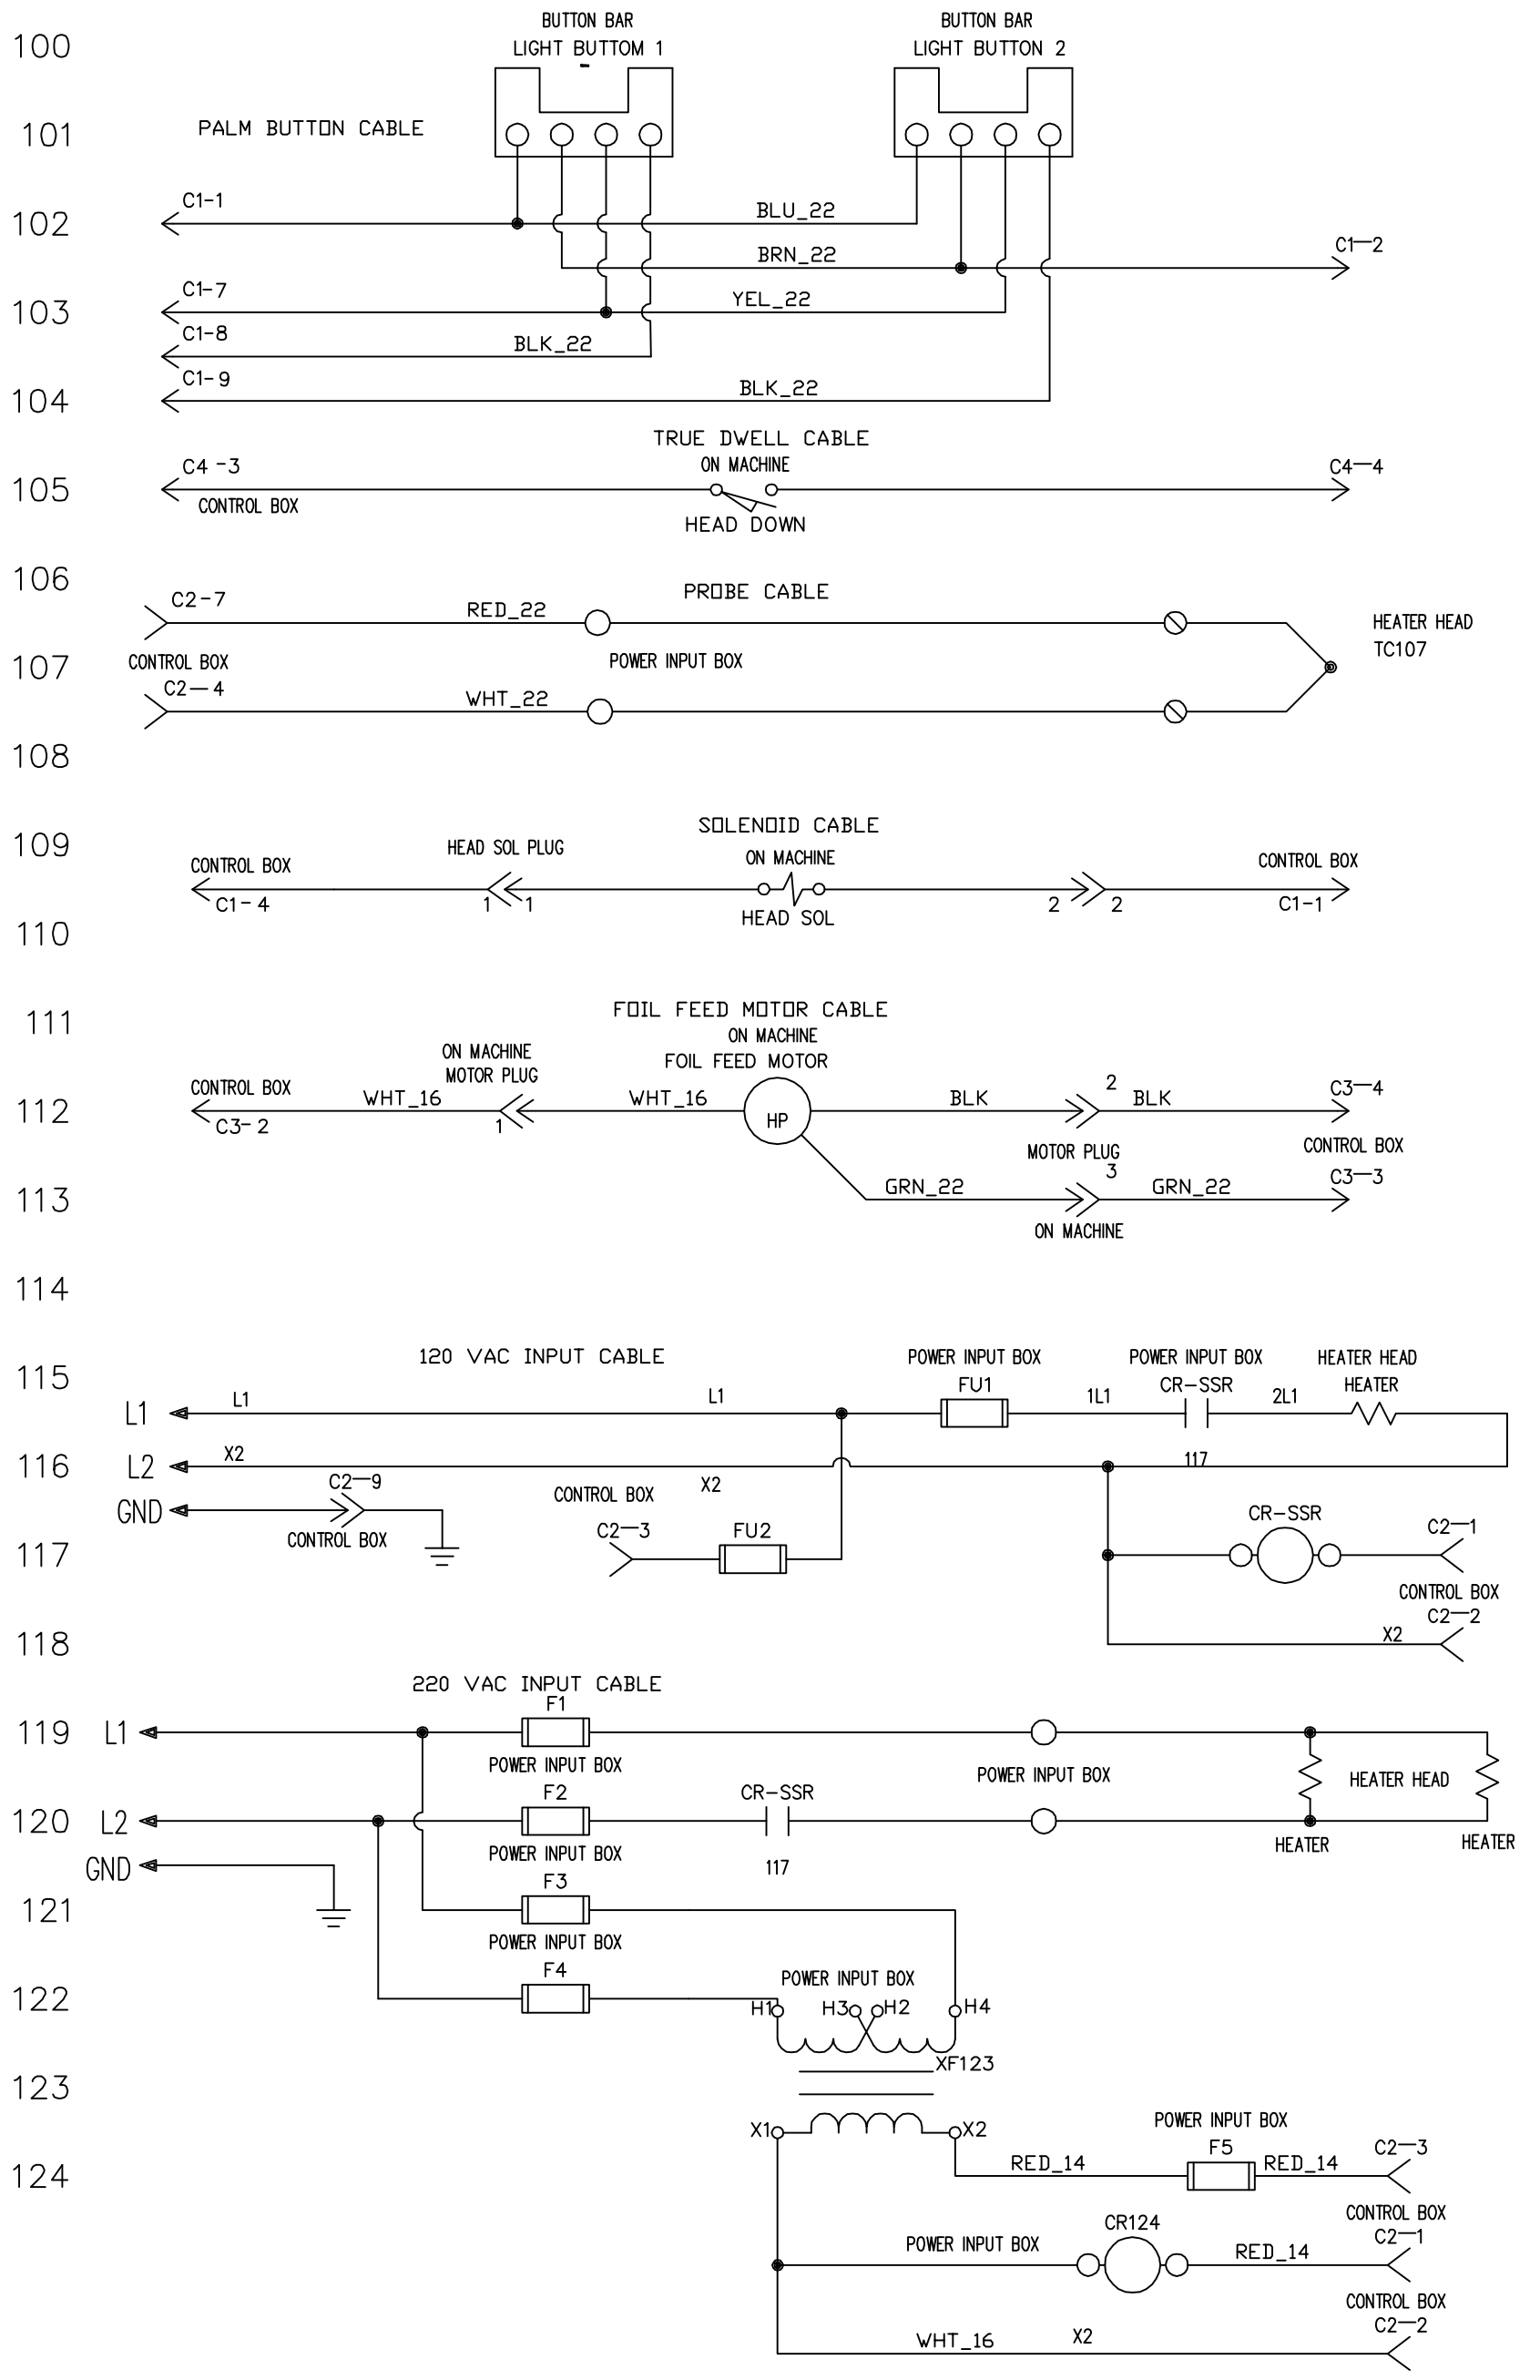 BUTTON BAR
LIGHT BUTTOM 1
BUTTON BAR
LIGHT BUTTON 2
100
101
PALM BUTTON CABLE
C1-1
BLU_22
102
BRN_22
C1-2
C1-7
YEL_22
103
C1-8
BLK_22
C1-9
BLK_22
104
TRUE DWELL CABLE
ON MACHINE
C4-3
C4-4
105
CONTROL BOX
HEAD DOWN
106
PROBE CABLE
C2-7
RED_22
HEATER HEAD
TC107
107
CONTROL BOX
POWER INPUT BOX
C2-4
WHT_22
108
SOLENOID CABLE
109
HEAD SOL PLUG
ON MACHINE
CONTROL BOX
CONTROL BOX
C1-4
1
1
HEAD SOL
2
2
C1-1
110
FOIL FEED MOTOR CABLE
111
ON MACHINE
FOIL FEED MOTOR
ON MACHINE
MOTOR PLUG
CONTROL BOX
WHT_16
WHT_16
BLK
2
BLK
C3-4
112
C3-2
1
HP
MOTOR PLUG
3
CONTROL BOX
C3-3
GRN_22
GRN_22
113
ON MACHINE
114
120 VAC INPUT CABLE
POWER INPUT BOX
POWER INPUT BOX
HEATER HEAD
115
FU1
CR-SSR
HEATER
L1
L1
L1
1L1
2L1
116
L2
X2
117
C2-9
X2
CONTROL BOX
GND
CONTROL BOX
C2-3
FU2
CR-SSR
C2-1
117
CONTROL BOX
C2-2
118
X2
220 VAC INPUT CABLE
F1
119
L1
POWER INPUT BOX
POWER INPUT BOX
HEATER HEAD
F2
CR-SSR
120
L2
POWER INPUT BOX
HEATER
HEATER
GND
117
F3
121
POWER INPUT BOX
F4
POWER INPUT BOX
122
H1
H3
H2
H4
XF123
123
X1
X2
POWER INPUT BOX
F5
C2-3
124
RED_14
RED_14
CONTROL BOX
CR124
C2-1
POWER INPUT BOX
RED_14
CONTROL BOX
C2-2
WHT_16
X2